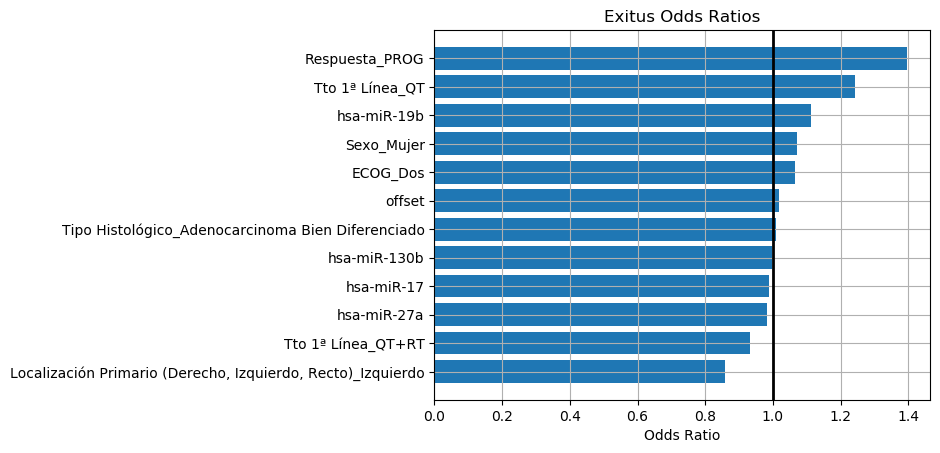 Exitus Odds Ratios
Respuesta_PROG
Tto 1ª Línea_QT
hsa-miR-19b
Sexo_Mujer
ECOG_Dos
offset
Tipo Histológico_Adenocarcinoma Bien Diferenciado
hsa-miR-130b
hsa-miR-17
hsa-miR-27a
Tto 1ª Línea_QT+RT
Localización Primario (Derecho, Izquierdo, Recto)_Izquierdo
0.0 0.2 0.4 0.6 0.8 1.0 1.2 1.4
Odds Ratio